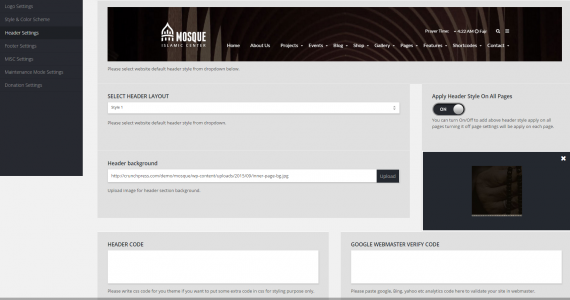 Logo Settings
Style & Color Scheme
Header Settings
Footer Settings
MISC Settings
Maintenance Mode Settings
Donation Settings
MOSQUE
ISLAMIC CENTER
Prayer Time:
4:22 AM
Fajr
Home About Us Projects Events Blog Shop Gallery Pages Features Shortcodes Contact
Please select website default header style from dropdown below.
SELECT HEADER LAYOUT
Style 1
Please select website default header style from dropdown.
Apply Header Style On All Pages
ON
You can turn On/Off to add above header style apply on all
pages turning it off page settings will be apply on each page.
Header background
http://crunchpress.com/demo/mosque/wp-content/uploads/2015/09/inner-page-bg.jpg
Upload
Upload image for header section background.
HEADER CODE
Please write css code for you theme if you want to put some extra code in css for styling purpose only.
GOOGLE WEBMASTER VERIFY CODE
Please paste google, Bing, yahoo etc analytics code here to validate your site in webmaster.